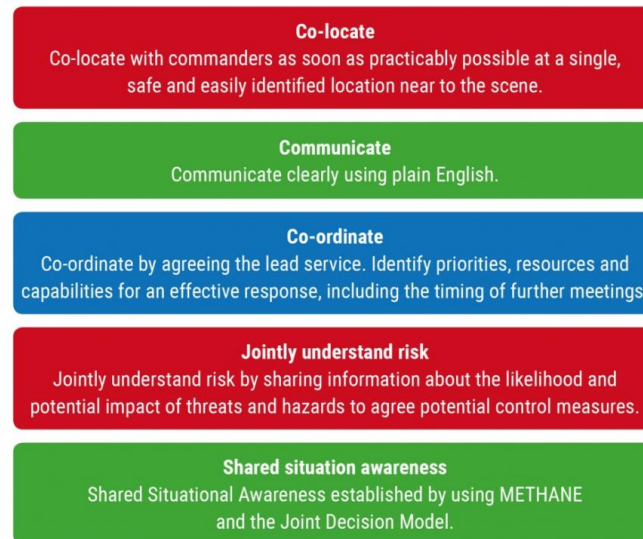 Co-locate
Co-locate with commanders as soon as practicably possible at a single,
safe and easily identified location near to the scene.
Communicate
Communicate clearly using plain English.
Co-ordinate
Co-ordinate by agreeing the lead service. Identify priorities, resources and
capabilities for an effective response, including the timing of further meetings
Jointly understand risk
Jointly understand risk by sharing information about the likelihood and
potential impact of threats and hazards to agree potential control measures.
Shared situation awareness
Shared Situational Awareness established by using METHANE
and the Joint Decision Model.